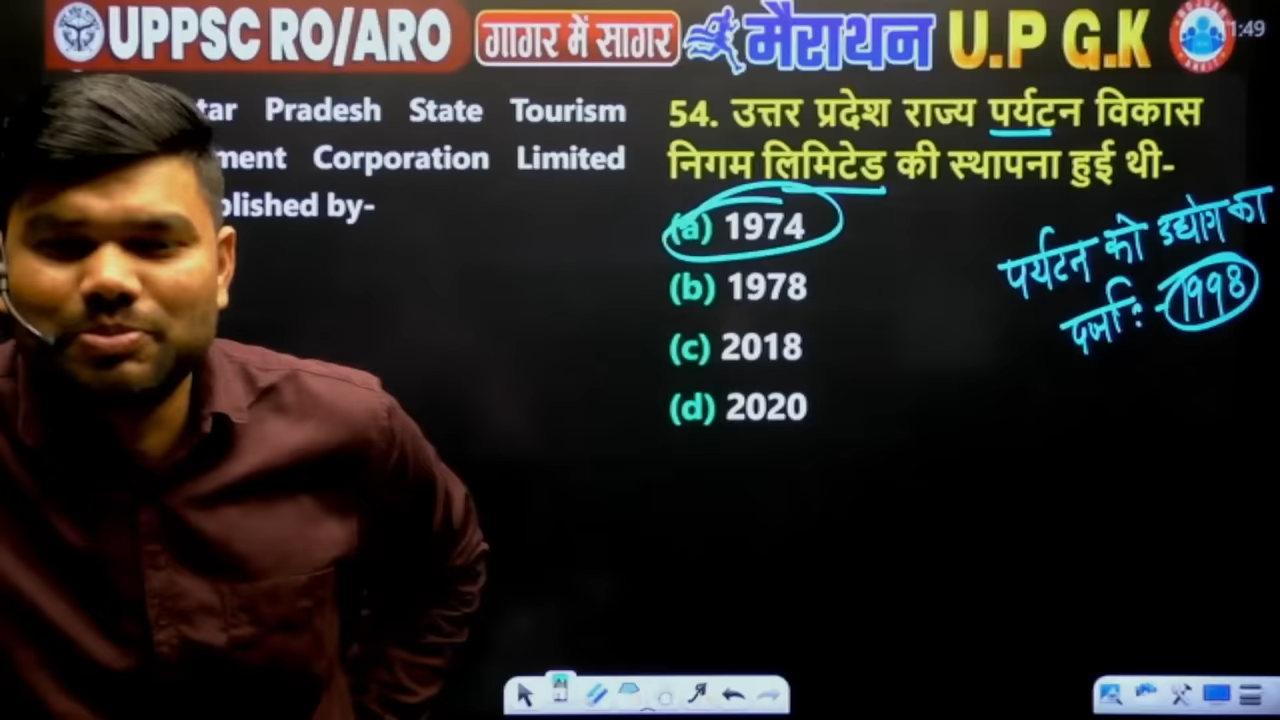 UPPSC RO/ARO गागर में सागर मैराथन U.P G.K
11:49
tar Pradesh State Tourism
ment Corporation Limited
blished by-
54. उत्तर प्रदेश राज्य पर्यटन विकास
निगम लिमिटेड की स्थापना हुई थी-
(a) 1974
(b) 1978
(c) 2018
(d) 2020
पर्यटन को उद्योग का
दर्जा :- 1998